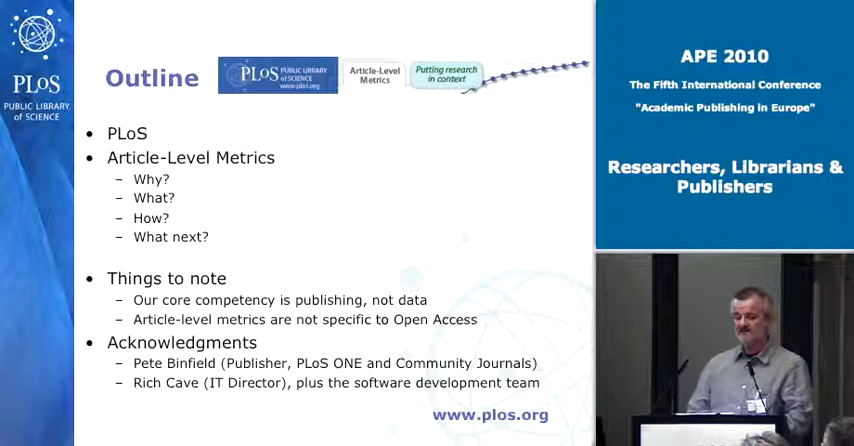 PLoS
PUBLIC LIBRARY
of SCIENCE
Outline
PLoS PUBLIC LIBRARY
of SCIENCE
www.plos.org
Article-Level
Metrics
Putting research
in context
• PLoS
• Article-Level Metrics
– Why?
– What?
– How?
– What next?
• Things to note
– Our core competency is publishing, not data
– Article-level metrics are not specific to Open Access
• Acknowledgments
– Pete Binfield (Publisher, PLoS ONE and Community Journals)
– Rich Cave (IT Director), plus the software development team
www.plos.org
APE 2010
The Fifth International Conference
"Academic Publishing in Europe"
Researchers, Librarians &
Publishers